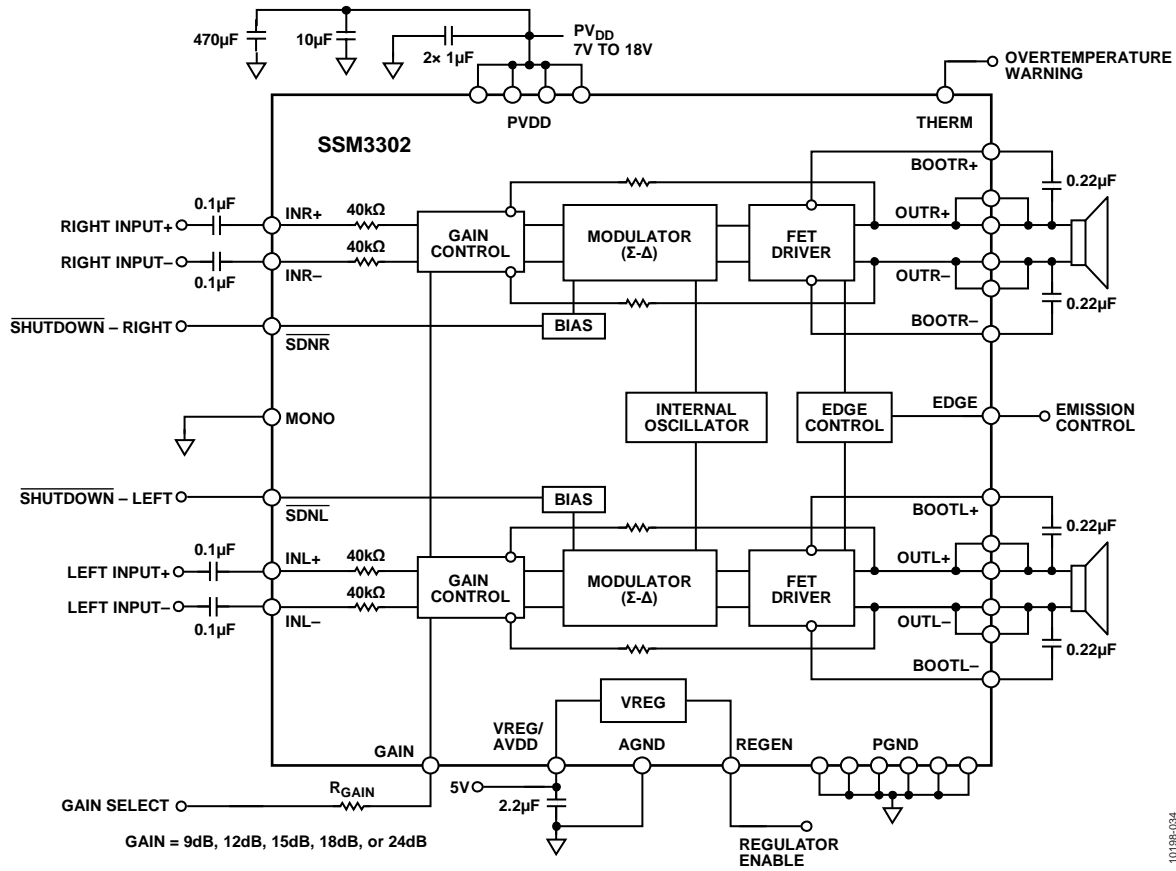 470µF
10µF
2× 1µF
PVDD
7V TO 18V
OVERTEMPERATURE
WARNING
PVDD
THERM
SSM3302
BOOTR+
0.22µF
0.1µF
RIGHT INPUT+
INR+
40kΩ
GAIN
CONTROL
MODULATOR
(Σ-Δ)
FET
DRIVER
OUTR+
40kΩ
RIGHT INPUT–
INR–
0.1µF
OUTR–
0.22µF
SHUTDOWN – RIGHT
SDNR
BIAS
BOOTR–
MONO
INTERNAL
OSCILLATOR
EDGE
CONTROL
EDGE
EMISSION
CONTROL
SHUTDOWN – LEFT
SDNL
BIAS
BOOTL+
0.22µF
0.1µF
LEFT INPUT+
INL+
40kΩ
GAIN
CONTROL
MODULATOR
(Σ-Δ)
FET
DRIVER
OUTL+
40kΩ
LEFT INPUT–
INL–
0.1µF
OUTL–
0.22µF
BOOTL–
VREG
GAIN
VREG/
AVDD
AGND
REGEN
PGND
GAIN SELECT
RGAIN
5V
2.2µF
GAIN = 9dB, 12dB, 15dB, 18dB, or 24dB
REGULATOR
ENABLE
10198-034